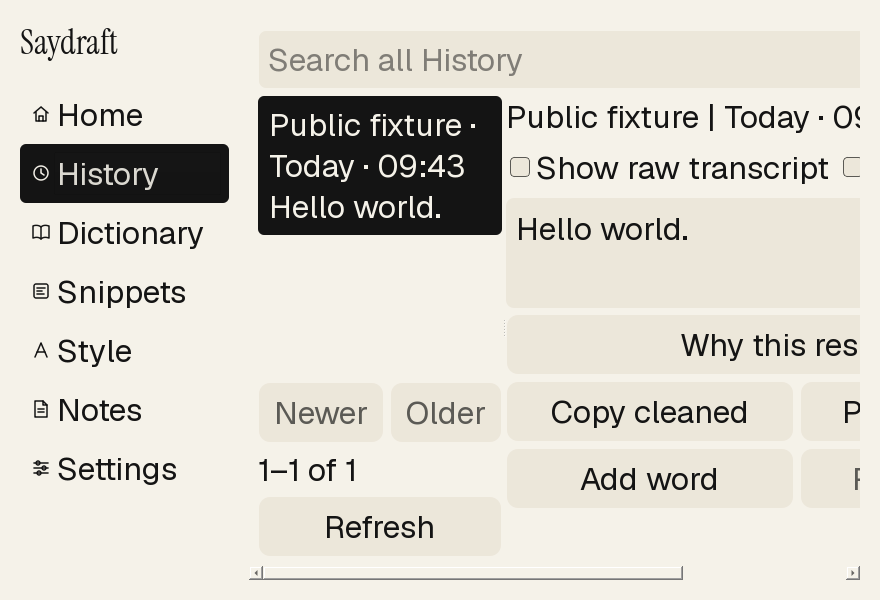 Saydraft
Home
History
Dictionary
Snippets
Style
Notes
Settings
Search all History
Public fixture ·
Today · 09:43
Hello world.
Newer
Older
1–1 of 1
Refresh
Public fixture | Today ·
Show raw transcript
Hello world.
Why this
Copy cleaned
Add word